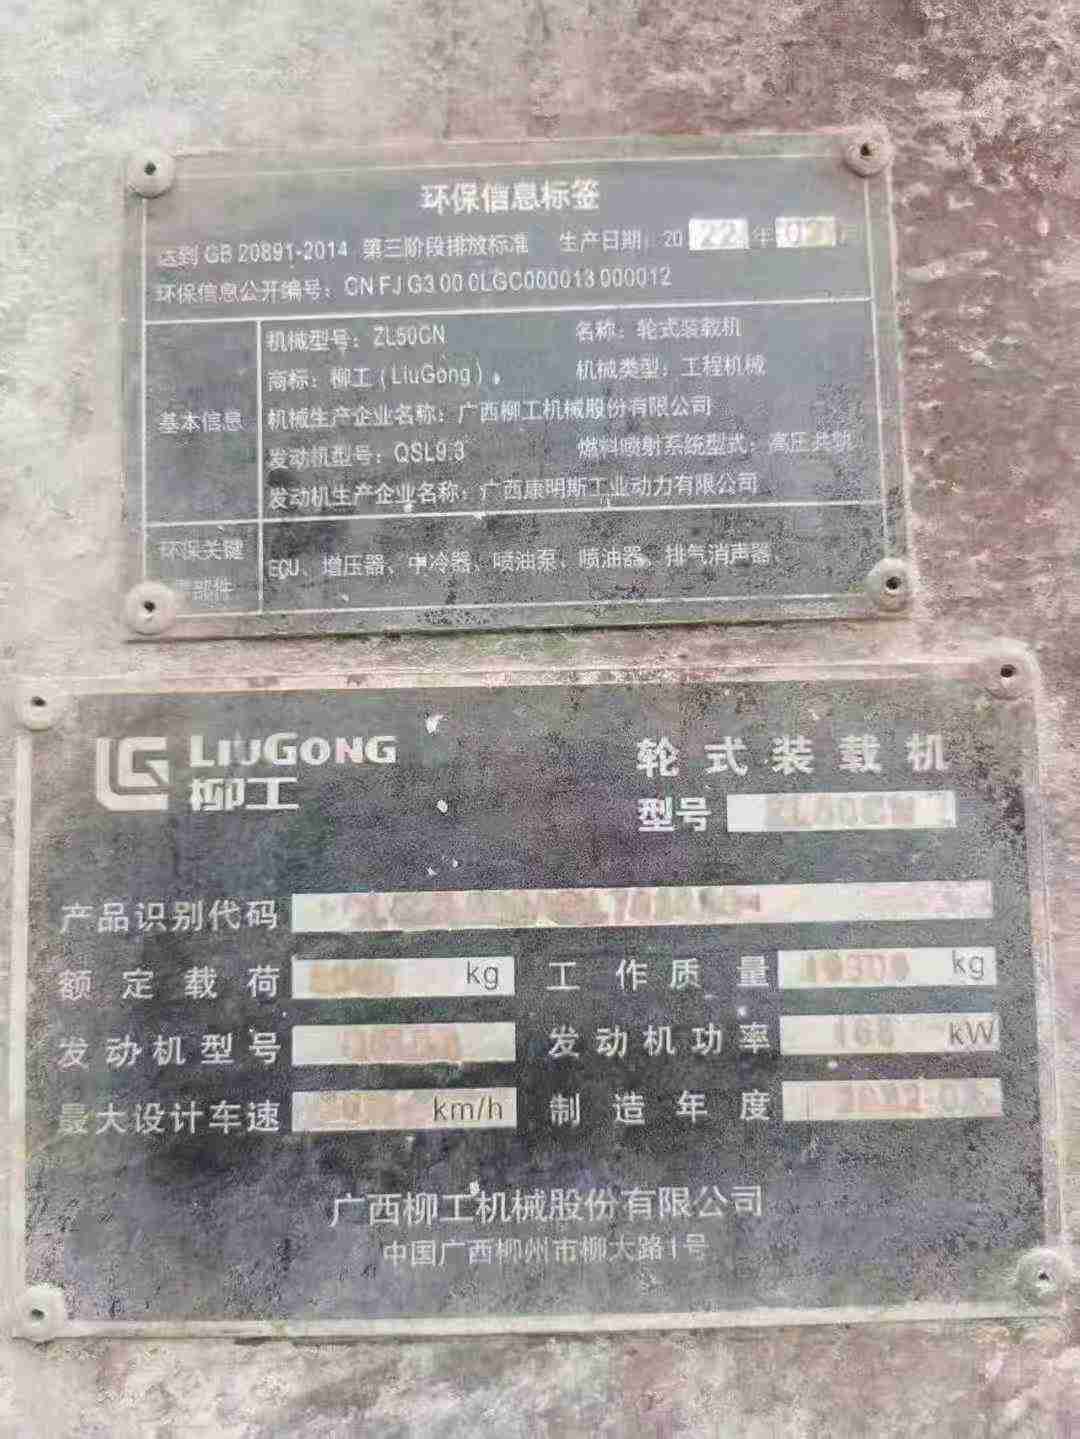 环保信息标签
达到 GB 20891-2014 第三阶段排放标准 生产日期: 20 22 年
环保信息公开编号: CN FJ G3 00 0LGC000013 000012
基本信息
机械型号: ZL50CN 名称: 轮式装载机
商标: 柳工 (LiuGong) 机械类型: 工程机械
机械生产企业名称: 广西柳工机械股份有限公司
发动机型号: QSL9.3 燃料喷射系统型式: 高压共轨
发动机生产企业名称: 广西康明斯工业动力有限公司
环保关键
零部件
ECU、增压器、中冷器、喷油泵、喷油器、排气消声器
LIUGONG
柳工
轮式装载机
型号 ZL50CN
产品识别代码
额定载荷 kg 工作质量 kg
发动机型号 发动机功率 kW
最大设计车速 km/h 制造年度
广西柳工机械股份有限公司
中国广西柳州市柳太路1号